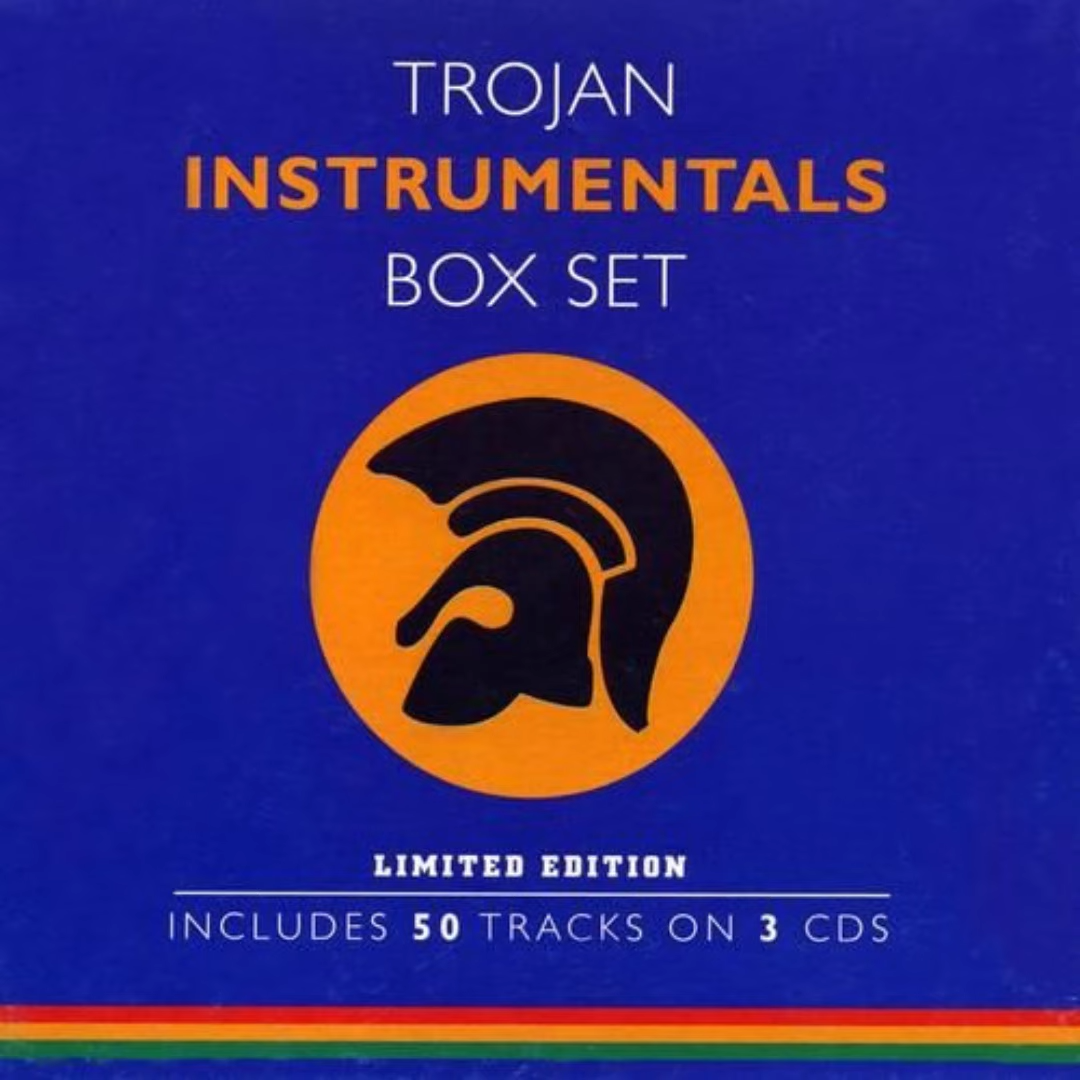 TROJAN
INSTRUMENTALS
BOX SET
LIMITED EDITION
INCLUDES 50 TRACKS ON 3 CDS